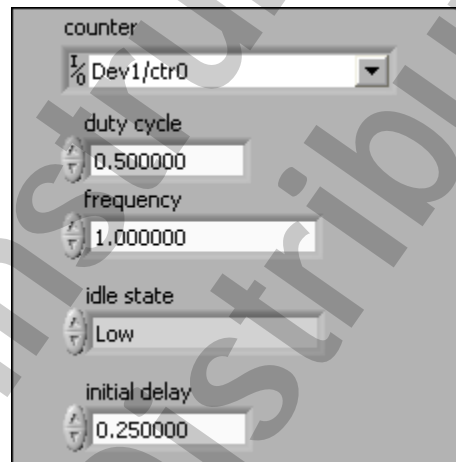 counter
I/O Dev1/ctr0
duty cycle
0.500000
frequency
1.000000
idle state
Low
initial delay
0.250000